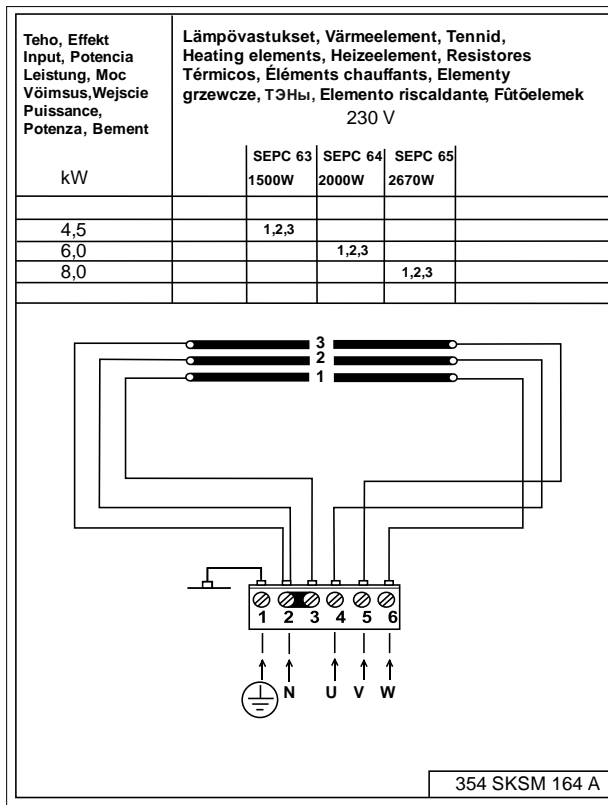 Teho, Effekt
Input, Potencia
Leistung, Moc
Vöimsus,Wejscie
Puissance,
Potenza, Bement
Lämpövastukset, Värmeelement, Tennid,
Heating elements, Heizeelement, Resistores
Térmicos, Éléments chauffants, Elementy
grzewcze, ТЭНы, Elemento riscaldante, Fûtõelemek
230 V
kW
SEPC 63 SEPC 64 SEPC 65
1500W 2000W 2670W
4,5 1,2,3
6,0 1,2,3
8,0 1,2,3
3
2
1
1 2 3 4 5 6
N U V W
354 SKSM 164 A